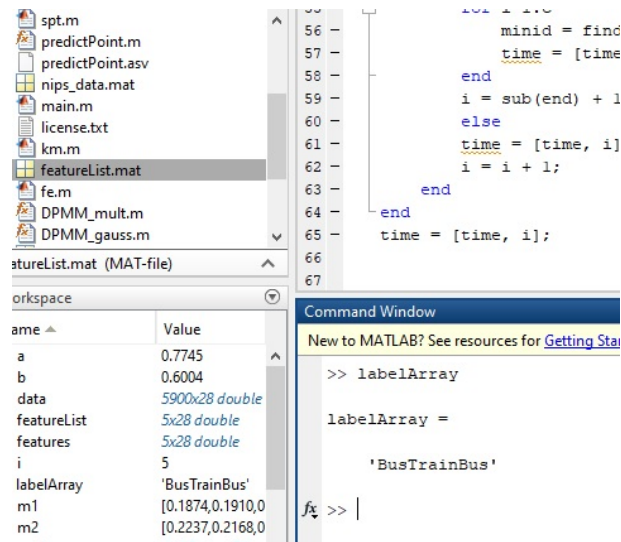 spt.m
predictPoint.m
predictPoint.asv
nips_data.mat
main.m
license.txt
km.m
featureList.mat
fe.m
DPMM_mult.m
DPMM_gauss.m
atureList.mat (MAT-file)
orkspace
ame Value
a 0.7745
b 0.6004
data 5900x28 double
featureList 5x28 double
features 5x28 double
i 5
labelArray 'BusTrainBus'
m1 [0.1874,0.1910,0
m2 [0.2237,0.2168,0
56 - minid = find
57 - time = [time
58 - end
59 - i = sub(end) + 1
60 - else
61 - time = [time, i]
62 - i = i + 1;
63 - end
64 - end
65 - time = [time, i];
66
67
Command Window
New to MATLAB? See resources for Getting Star
>> labelArray
labelArray =
'BusTrainBus'
fx >>